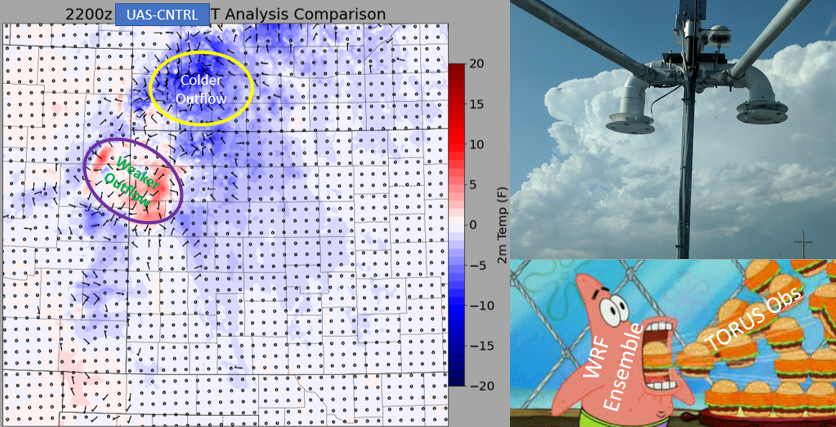 2200z UAS-CNTRL T Analysis Comparison
Colder
Outflow
Weaker
Outflow
20
15
10
5
0
−5
−10
−15
−20
2m Temp (F)
WRF
Ensemble
TORUS Obs